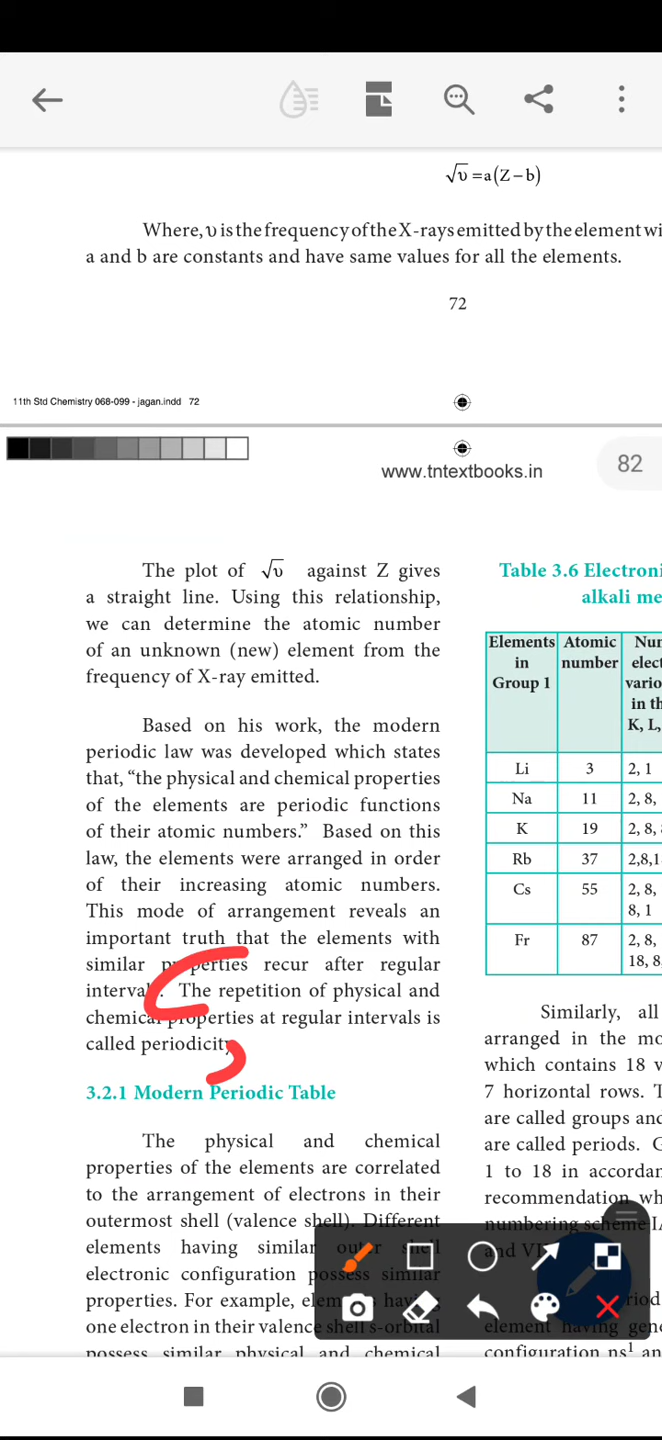 √υ = a(Z – b)
Where, υ is the frequency of the X-rays emitted by the element wi
a and b are constants and have same values for all the elements.
72
11th Std Chemistry 068-099 - jagan.indd 72
www.tntextbooks.in
82
The plot of √υ against Z gives
a straight line. Using this relationship,
we can determine the atomic number
of an unknown (new) element from the
frequency of X-ray emitted.
Based on his work, the modern
periodic law was developed which states
that, “the physical and chemical properties
of the elements are periodic functions
of their atomic numbers.” Based on this
law, the elements were arranged in order
of their increasing atomic numbers.
This mode of arrangement reveals an
important truth that the elements with
similar properties recur after regular
intervals. The repetition of physical and
chemical properties at regular intervals is
called periodicity.
3.2.1 Modern Periodic Table
The physical and chemical
properties of the elements are correlated
to the arrangement of electrons in their
outermost shell (valence shell). Different
elements having similar outer shell
electronic configuration possess similar
properties. For example, elements having
one electron in their valence shell s-orbital
possess similar physical and chemical
Table 3.6 Electroni
alkali me
Elements in Group 1 Atomic number Num elect vario in th K, L,
Li 3 2, 1
Na 11 2, 8,
K 19 2, 8,
Rb 37 2,8,1
Cs 55 2, 8,
8, 1
Fr 87 2, 8,
18, 8,
Similarly, all
arranged in the mo
which contains 18 v
7 horizontal rows. T
are called groups and
are called periods. G
1 to 18 in accordan
recommendation wh
numbering scheme IA
and VI
riod
element having gene
configuration ns¹ an